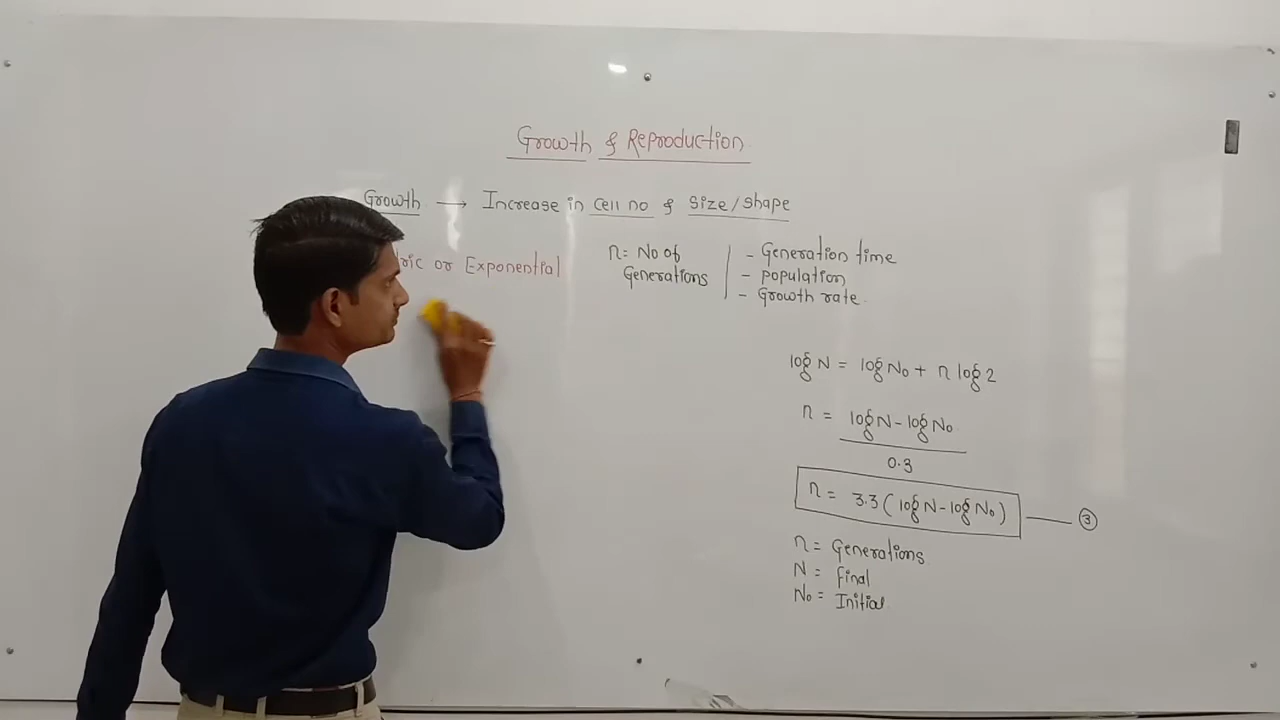 Growth & Reproduction
Growth → Increase in cell no & size/shape
or Exponential
n = No of Generations
- Generation time
- population
- Growth rate
log N = log N₀ + n log 2
n = log N - log N₀
0.3
n = 3.3 (log N - log N₀) — ③
n = Generations
N = final
N₀ = Initial